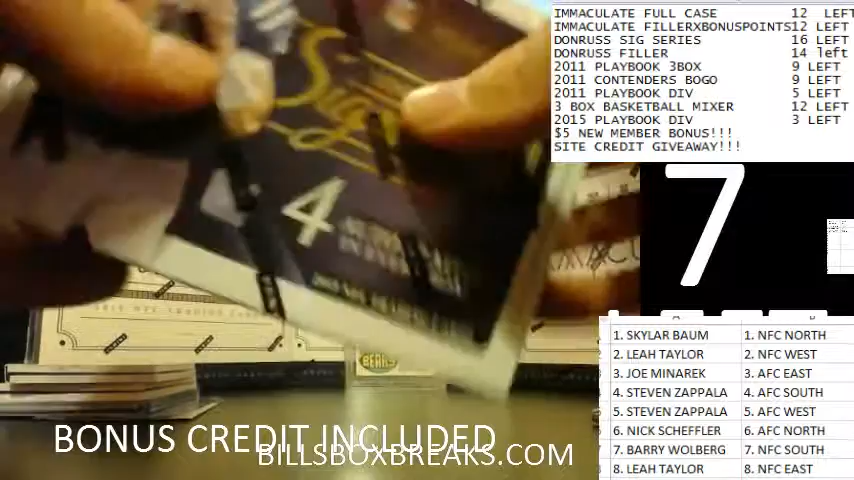 IMMACULATE FULL CASE 12 LEFT
IMMACULATE FILLERXBONUSPOINTS12 LEFT
DONRUSS SIG SERIES 16 LEFT
DONRUSS FILLER 14 left
2011 PLAYBOOK 3BOX 9 LEFT
2011 CONTENDERS BOGO 9 LEFT
2011 PLAYBOOK DIV 5 LEFT
3 BOX BASKETBALL MIXER 12 LEFT
2015 PLAYBOOK DIV 3 LEFT
$5 NEW MEMBER BONUS!!!
SITE CREDIT GIVEAWAY!!!
4
7
BEARS
1. SKYLAR BAUM 1. NFC NORTH
2. LEAH TAYLOR 2. NFC WEST
3. JOE MINAREK 3. AFC EAST
4. STEVEN ZAPPALA 4. AFC SOUTH
5. STEVEN ZAPPALA 5. AFC WEST
6. NICK SCHEFFLER 6. AFC NORTH
7. BARRY WOLBERG 7. NFC SOUTH
8. LEAH TAYLOR 8. NFC EAST
BONUS CREDIT INCLUDED
BILLSBOXBREAKS.COM